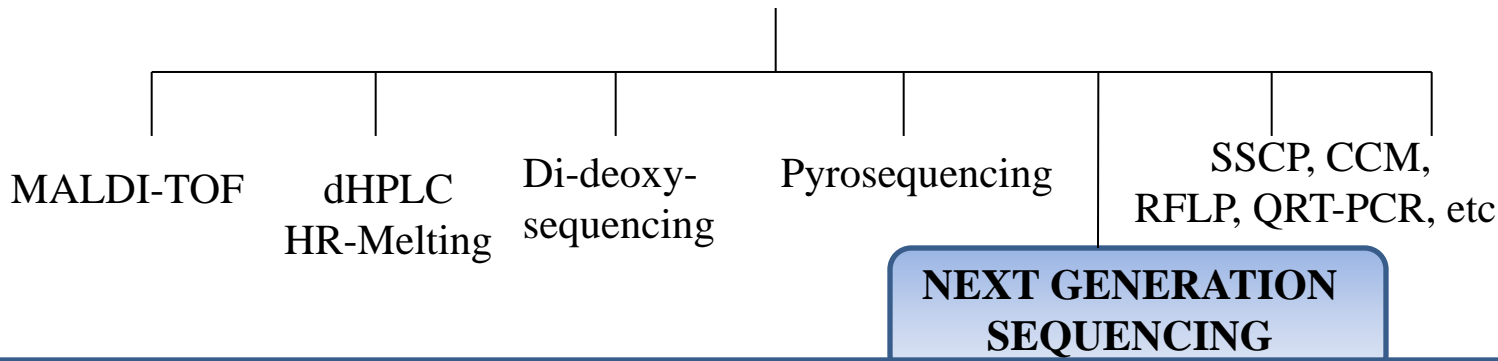 MALDI-TOF
dHPLC
HR-Melting
Di-deoxy-
sequencing
Pyrosequencing
SSCP, CCM,
RFLP, QRT-PCR, etc
NEXT GENERATION
SEQUENCING